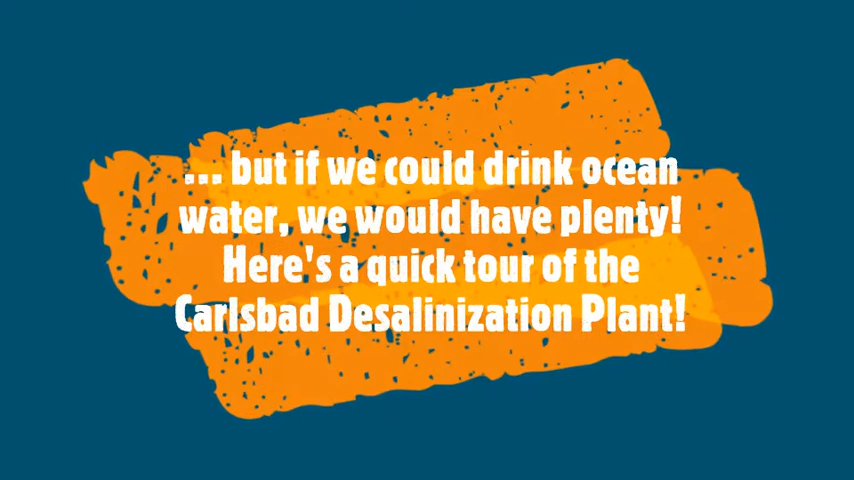 ... but if we could drink ocean
water, we would have plenty!
Here's a quick tour of the
Carlsbad Desalinization Plant!